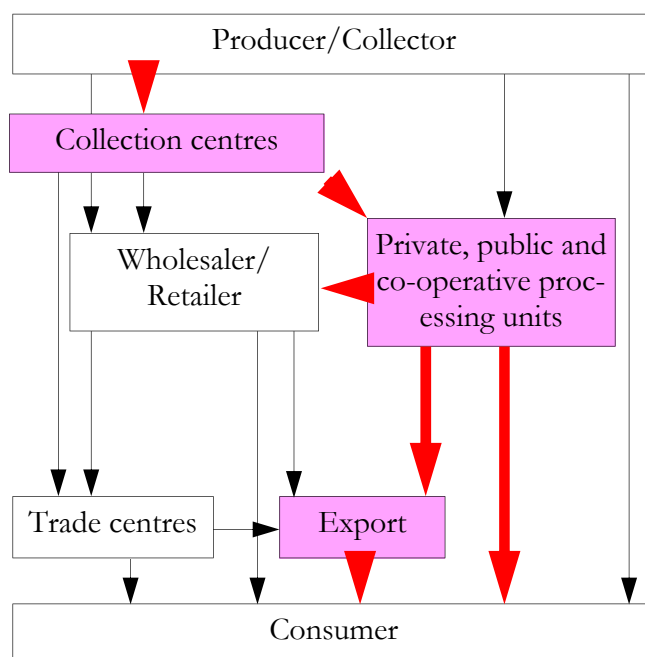 Producer/Collector
Collection centres
Wholesaler/
Retailer
Private, public and
co-operative proc-
essing units
Trade centres
Export
Consumer